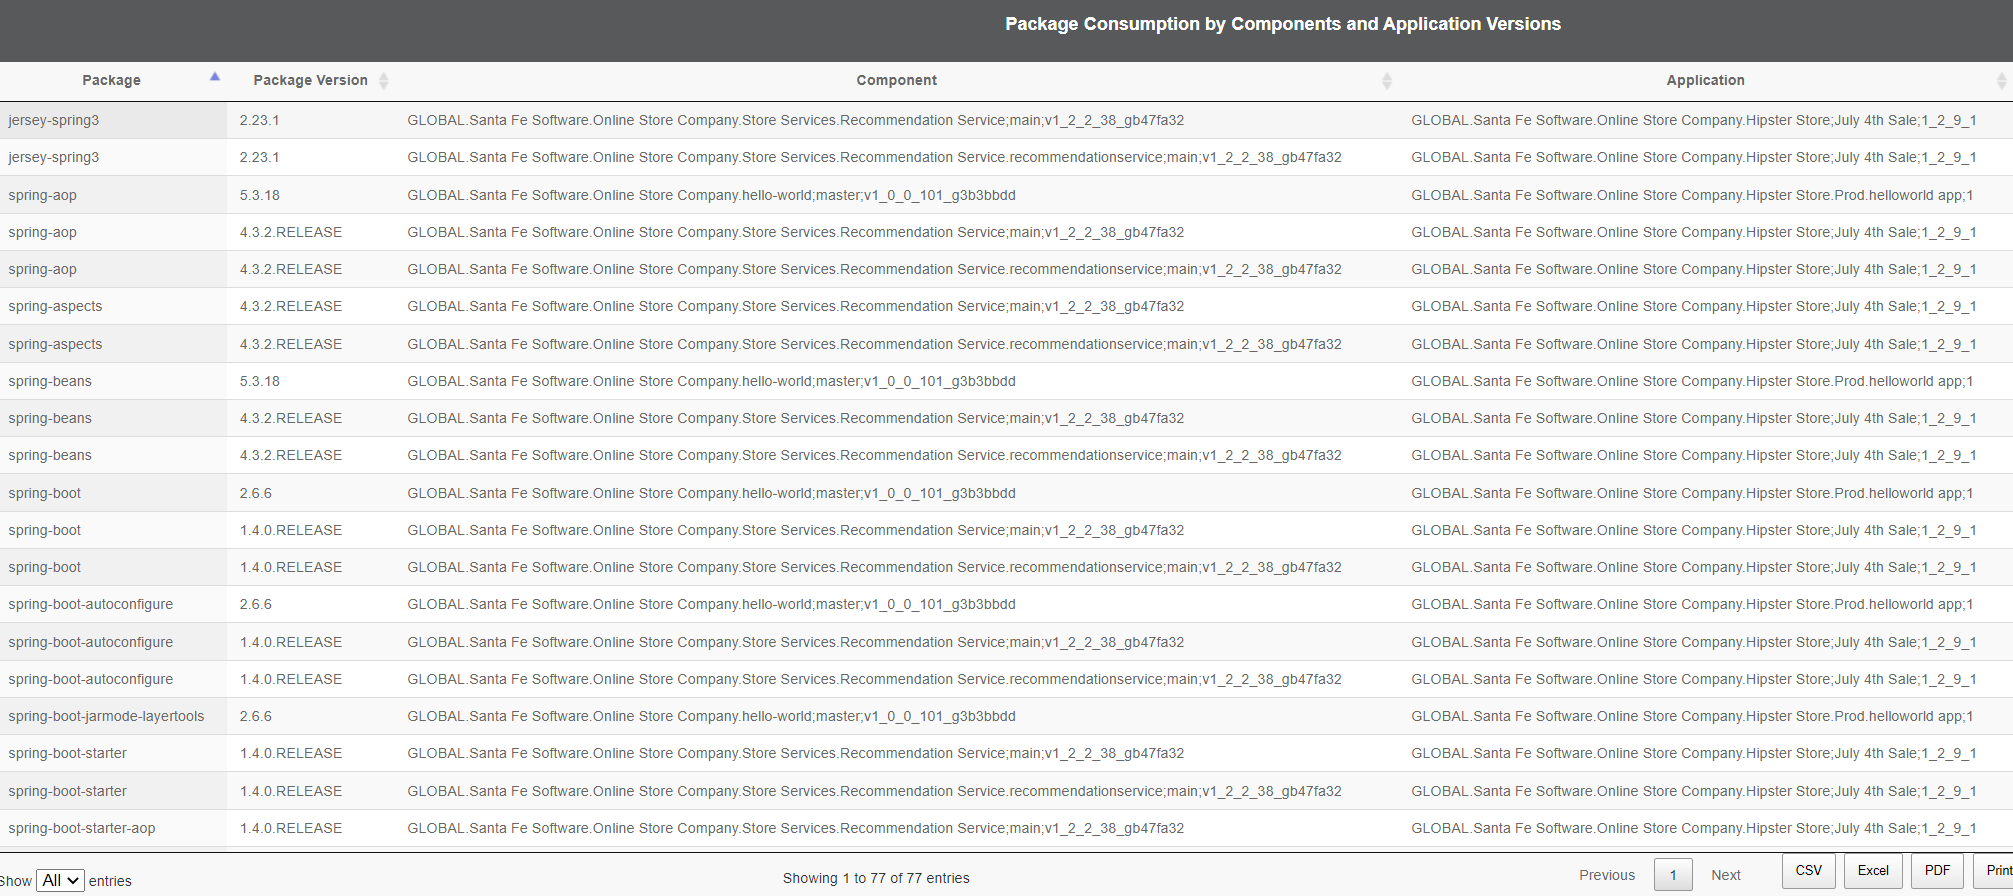 Package Consumption by Components and Application Versions
Package Package Version Component Application
jersey-spring3 2.23.1 GLOBAL.Santa Fe Software.Online Store Company.Store Services.Recommendation Service;main;v1_2_2_38_gb47fa32 GLOBAL.Santa Fe Software.Online Store Company.Hipster Store;July 4th Sale;1_2_9_1
jersey-spring3 2.23.1 GLOBAL.Santa Fe Software.Online Store Company.Store Services.Recommendation Service.recommendationservice;main;v1_2_2_38_gb47fa32 GLOBAL.Santa Fe Software.Online Store Company.Hipster Store;July 4th Sale;1_2_9_1
spring-aop 5.3.18 GLOBAL.Santa Fe Software.Online Store Company.hello-world;master;v1_0_0_101_g3b3bbdd GLOBAL.Santa Fe Software.Online Store Company.Hipster Store.Prod.helloworld app;1
spring-aop 4.3.2.RELEASE GLOBAL.Santa Fe Software.Online Store Company.Store Services.Recommendation Service;main;v1_2_2_38_gb47fa32 GLOBAL.Santa Fe Software.Online Store Company.Hipster Store;July 4th Sale;1_2_9_1
spring-aop 4.3.2.RELEASE GLOBAL.Santa Fe Software.Online Store Company.Store Services.Recommendation Service.recommendationservice;main;v1_2_2_38_gb47fa32 GLOBAL.Santa Fe Software.Online Store Company.Hipster Store;July 4th Sale;1_2_9_1
spring-aspects 4.3.2.RELEASE GLOBAL.Santa Fe Software.Online Store Company.Store Services.Recommendation Service;main;v1_2_2_38_gb47fa32 GLOBAL.Santa Fe Software.Online Store Company.Hipster Store;July 4th Sale;1_2_9_1
spring-aspects 4.3.2.RELEASE GLOBAL.Santa Fe Software.Online Store Company.Store Services.Recommendation Service.recommendationservice;main;v1_2_2_38_gb47fa32 GLOBAL.Santa Fe Software.Online Store Company.Hipster Store;July 4th Sale;1_2_9_1
spring-beans 5.3.18 GLOBAL.Santa Fe Software.Online Store Company.hello-world;master;v1_0_0_101_g3b3bbdd GLOBAL.Santa Fe Software.Online Store Company.Hipster Store.Prod.helloworld app;1
spring-beans 4.3.2.RELEASE GLOBAL.Santa Fe Software.Online Store Company.Store Services.Recommendation Service;main;v1_2_2_38_gb47fa32 GLOBAL.Santa Fe Software.Online Store Company.Hipster Store;July 4th Sale;1_2_9_1
spring-beans 4.3.2.RELEASE GLOBAL.Santa Fe Software.Online Store Company.Store Services.Recommendation Service.recommendationservice;main;v1_2_2_38_gb47fa32 GLOBAL.Santa Fe Software.Online Store Company.Hipster Store;July 4th Sale;1_2_9_1
spring-boot 2.6.6 GLOBAL.Santa Fe Software.Online Store Company.hello-world;master;v1_0_0_101_g3b3bbdd GLOBAL.Santa Fe Software.Online Store Company.Hipster Store.Prod.helloworld app;1
spring-boot 1.4.0.RELEASE GLOBAL.Santa Fe Software.Online Store Company.Store Services.Recommendation Service;main;v1_2_2_38_gb47fa32 GLOBAL.Santa Fe Software.Online Store Company.Hipster Store;July 4th Sale;1_2_9_1
spring-boot 1.4.0.RELEASE GLOBAL.Santa Fe Software.Online Store Company.Store Services.Recommendation Service.recommendationservice;main;v1_2_2_38_gb47fa32 GLOBAL.Santa Fe Software.Online Store Company.Hipster Store;July 4th Sale;1_2_9_1
spring-boot-autoconfigure 2.6.6 GLOBAL.Santa Fe Software.Online Store Company.hello-world;master;v1_0_0_101_g3b3bbdd GLOBAL.Santa Fe Software.Online Store Company.Hipster Store.Prod.helloworld app;1
spring-boot-autoconfigure 1.4.0.RELEASE GLOBAL.Santa Fe Software.Online Store Company.Store Services.Recommendation Service;main;v1_2_2_38_gb47fa32 GLOBAL.Santa Fe Software.Online Store Company.Hipster Store;July 4th Sale;1_2_9_1
spring-boot-autoconfigure 1.4.0.RELEASE GLOBAL.Santa Fe Software.Online Store Company.Store Services.Recommendation Service.recommendationservice;main;v1_2_2_38_gb47fa32 GLOBAL.Santa Fe Software.Online Store Company.Hipster Store;July 4th Sale;1_2_9_1
spring-boot-jarmode-layertools 2.6.6 GLOBAL.Santa Fe Software.Online Store Company.hello-world;master;v1_0_0_101_g3b3bbdd GLOBAL.Santa Fe Software.Online Store Company.Hipster Store.Prod.helloworld app;1
spring-boot-starter 1.4.0.RELEASE GLOBAL.Santa Fe Software.Online Store Company.Store Services.Recommendation Service;main;v1_2_2_38_gb47fa32 GLOBAL.Santa Fe Software.Online Store Company.Hipster Store;July 4th Sale;1_2_9_1
spring-boot-starter 1.4.0.RELEASE GLOBAL.Santa Fe Software.Online Store Company.Store Services.Recommendation Service.recommendationservice;main;v1_2_2_38_gb47fa32 GLOBAL.Santa Fe Software.Online Store Company.Hipster Store;July 4th Sale;1_2_9_1
spring-boot-starter-aop 1.4.0.RELEASE GLOBAL.Santa Fe Software.Online Store Company.Store Services.Recommendation Service;main;v1_2_2_38_gb47fa32 GLOBAL.Santa Fe Software.Online Store Company.Hipster Store;July 4th Sale;1_2_9_1
Show All entries Showing 1 to 77 of 77 entries Previous 1 Next CSV Excel PDF Print